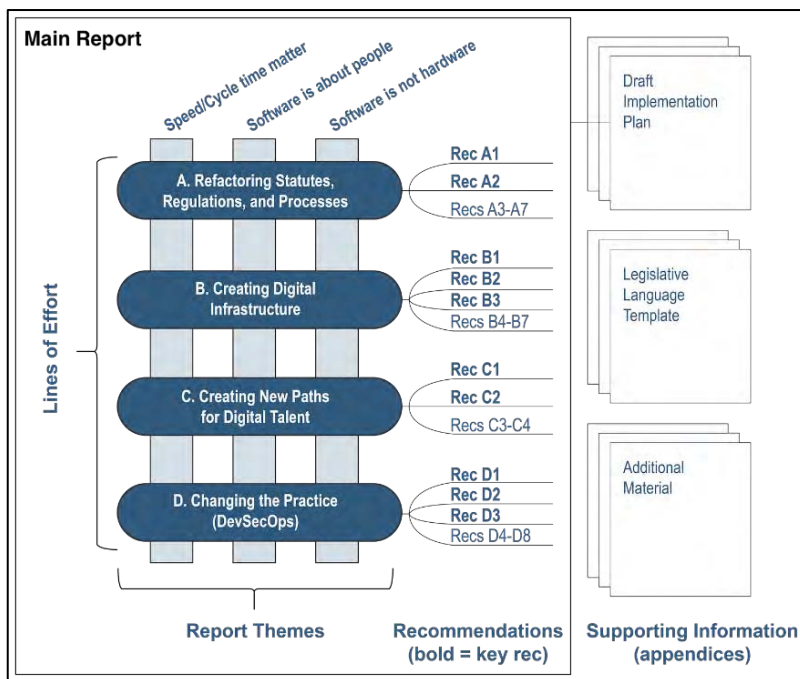 Main Report
Speed/Cycle time matter
Software is about people
Software is not hardware
Lines of Effort
A. Refactoring Statutes,
Regulations, and Processes
Rec A1
Rec A2
Recs A3-A7
B. Creating Digital
Infrastructure
Rec B1
Rec B2
Rec B3
Recs B4-B7
C. Creating New Paths
for Digital Talent
Rec C1
Rec C2
Recs C3-C4
D. Changing the Practice
(DevSecOps)
Rec D1
Rec D2
Rec D3
Recs D4-D8
Report Themes
Recommendations
(bold = key rec)
Draft
Implementation
Plan
Legislative
Language
Template
Additional
Material
Supporting Information
(appendices)